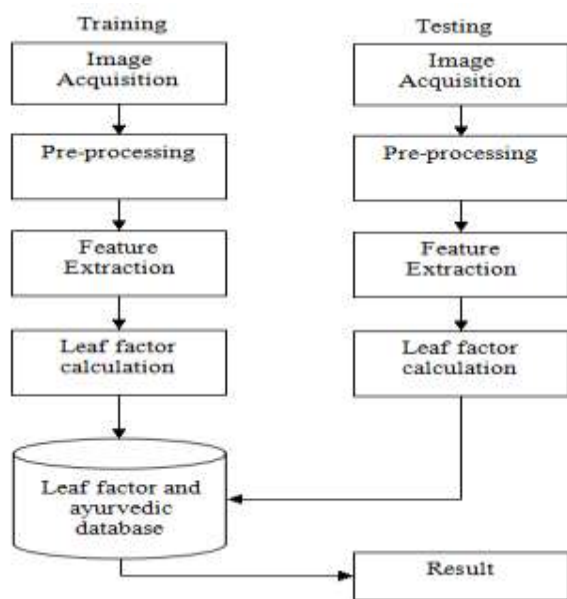 Training
Image
Acquisition
Pre-processing
Feature
Extraction
Leaf factor
calculation
Leaf factor and
ayurvedic
database
Testing
Image
Acquisition
Pre-processing
Feature
Extraction
Leaf factor
calculation
Result